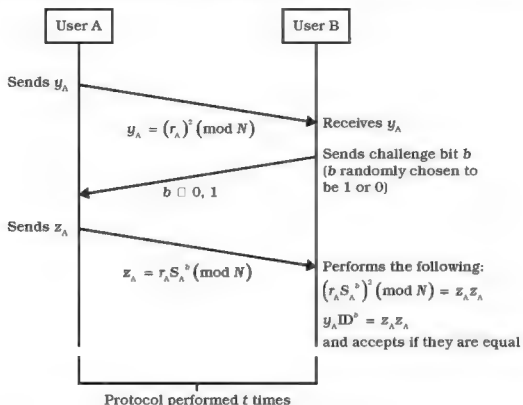 User A
User B
Sends y_A
y_A = (r_A)² (mod N)
Receives y_A
Sends challenge bit b
(b randomly chosen to
be 1 or 0)
b □ 0, 1
Sends z_A
z_A = r_A S_A^b (mod N)
Performs the following:
(r_A S_A^b)² (mod N) = z_A z_A
y_A ID^b = z_A z_A
and accepts if they are equal
Protocol performed t times